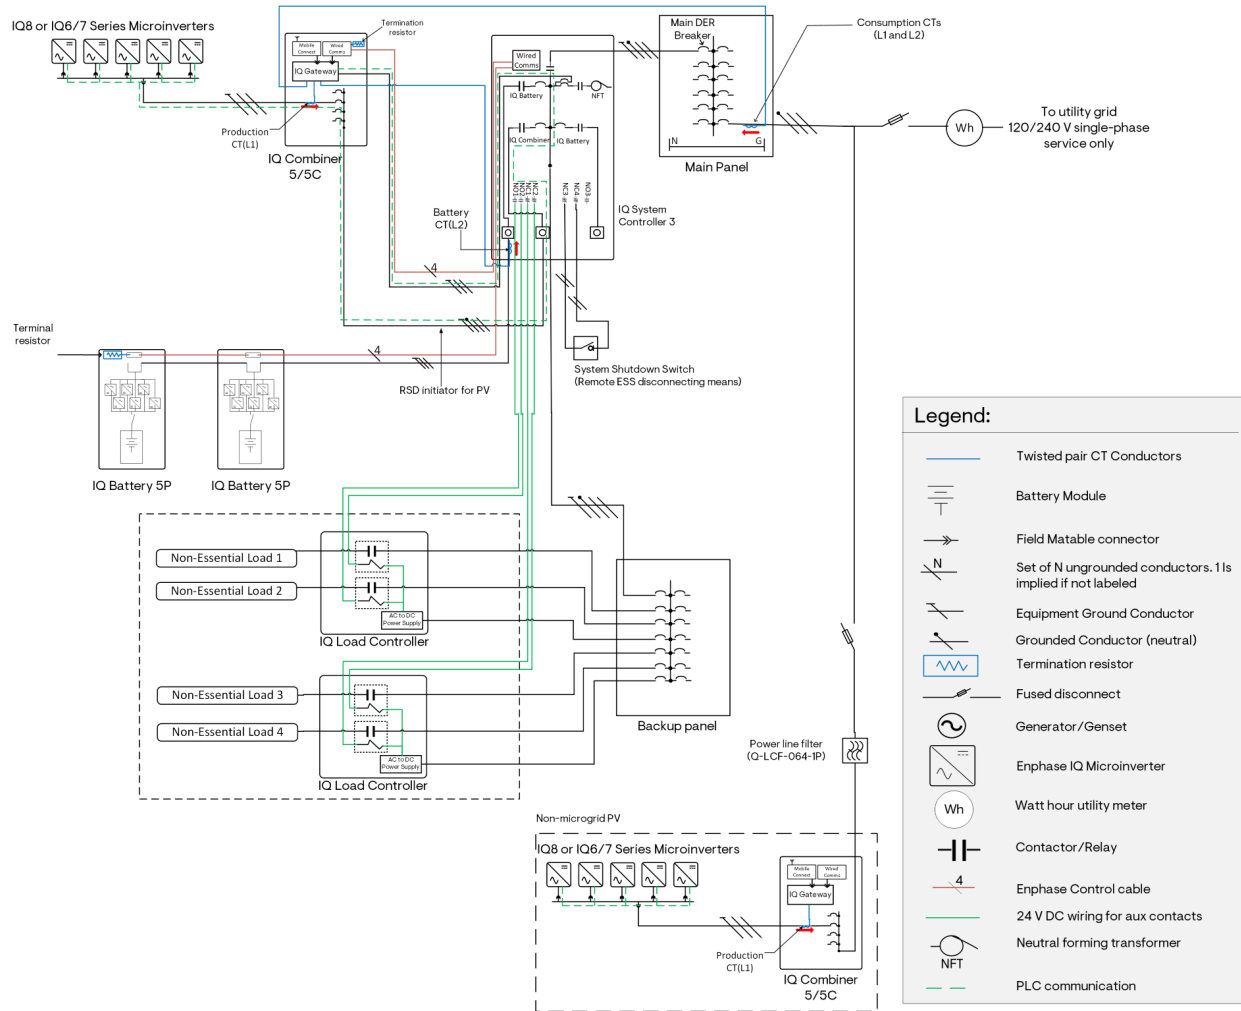 IQ8 or IQ6/7 Series Microinverters
Termination
resistor
Mobile
Connect
Wired
Comms
IQ Gateway
Production
CT(L1)
IQ Combiner
5/5C
Wired
Comms
IQ Battery
NFT
IQ Combiner
IQ Battery
NO1
NO2
NC1
NC2
NC3
NC4
NO3
Battery
CT(L2)
IQ System
Controller 3
Main DER
Breaker
N
G
Main Panel
Consumption CTs
(L1 and L2)
Wh
To utility grid
120/240 V single-phase
service only
4
Terminal
resistor
4
RSD initiator for PV
System Shutdown Switch
(Remote ESS disconnecting means)
IQ Battery 5P
IQ Battery 5P
Non-Essential Load 1
Non-Essential Load 2
AC to DC
Power Supply
IQ Load Controller
Non-Essential Load 3
Non-Essential Load 4
AC to DC
Power Supply
IQ Load Controller
Backup panel
Power line filter
(Q-LCF-064-1P)
Non-microgrid PV
IQ8 or IQ6/7 Series Microinverters
Mobile
Connect
Wired
Comms
IQ Gateway
Production
CT(L1)
IQ Combiner
5/5C
Legend:
Twisted pair CT Conductors
Battery Module
Field Matable connector
N
Set of N ungrounded conductors. 1 Is
implied if not labeled
Equipment Ground Conductor
Grounded Conductor (neutral)
Termination resistor
Fused disconnect
Generator/Genset
Enphase IQ Microinverter
Wh
Watt hour utility meter
Contactor/Relay
4
Enphase Control cable
24 V DC wiring for aux contacts
NFT
Neutral forming transformer
PLC communication